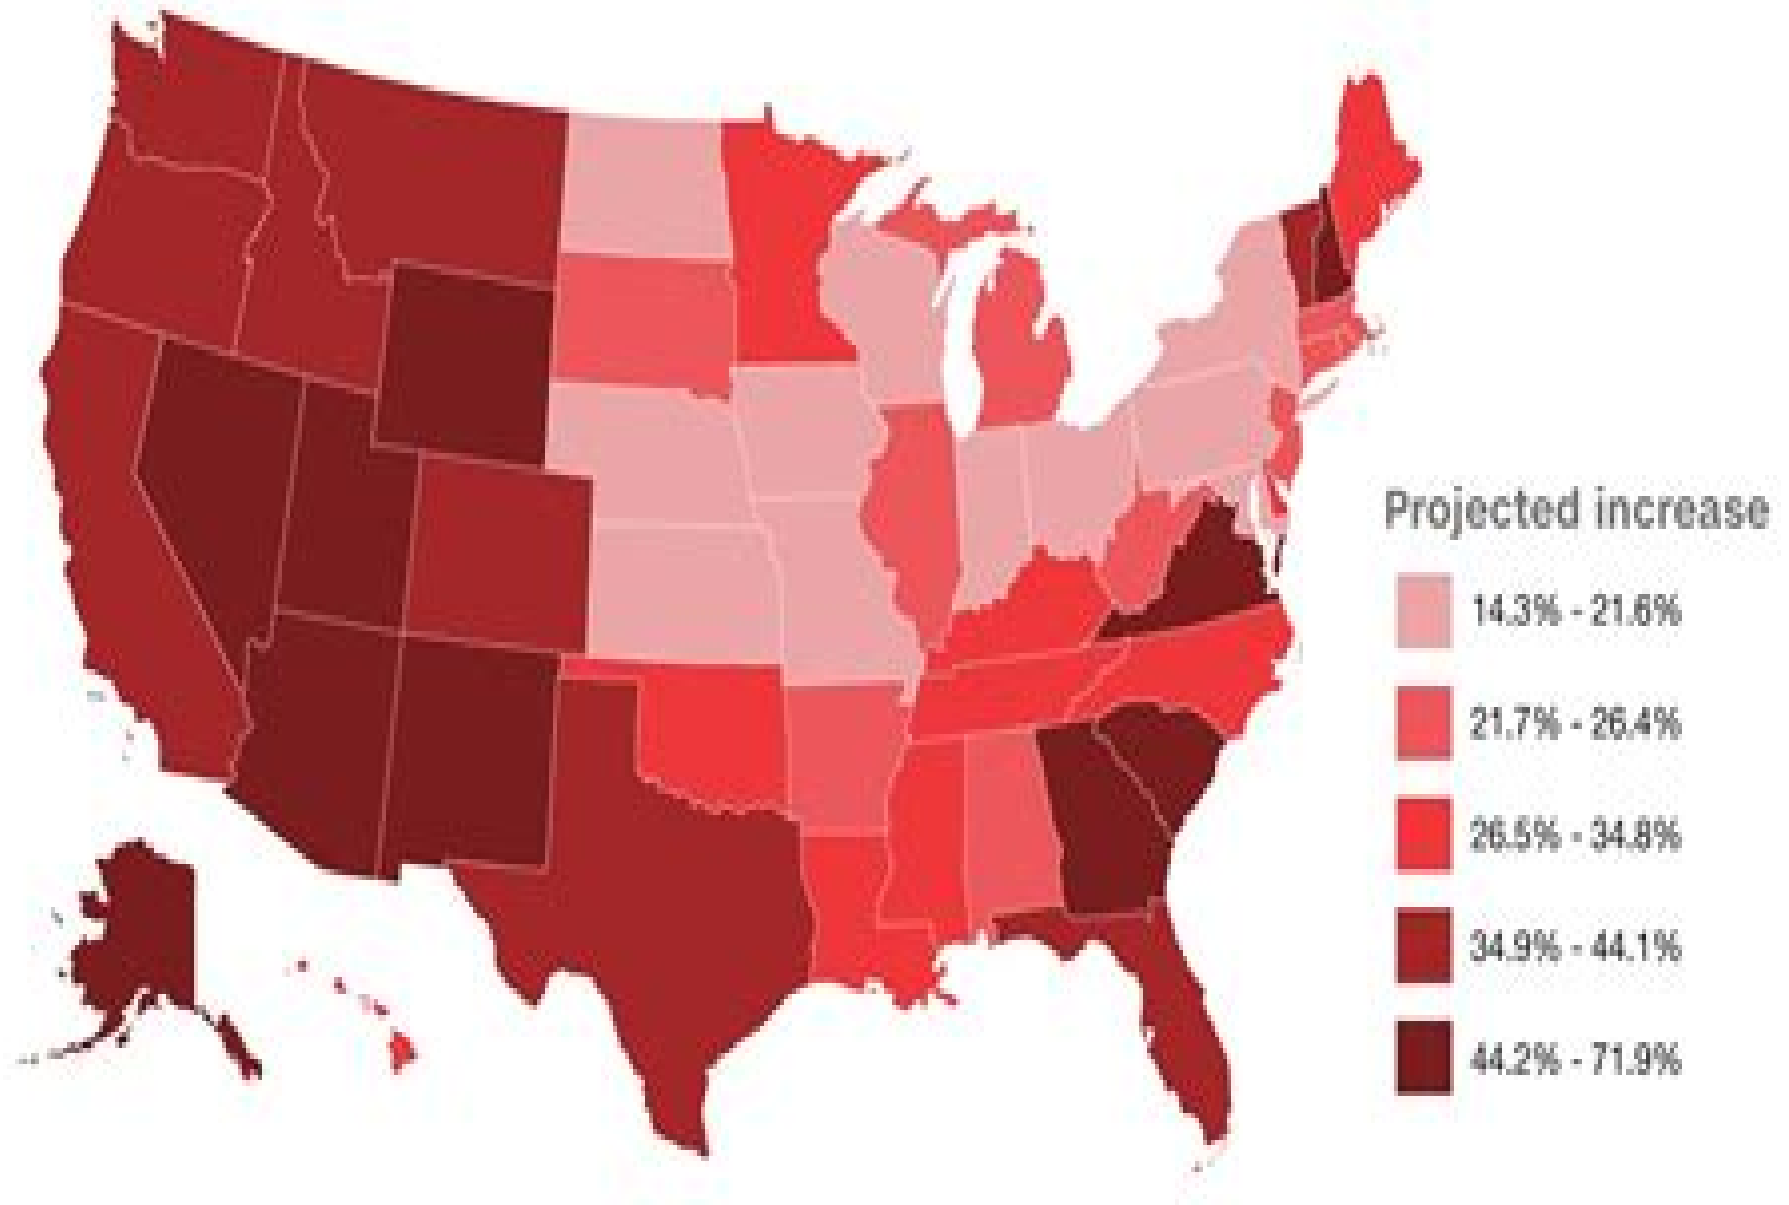 Projected increase
14.3% - 21.6%
21.7% - 26.4%
26.5% - 34.8%
34.9% - 44.1%
44.2% - 71.9%